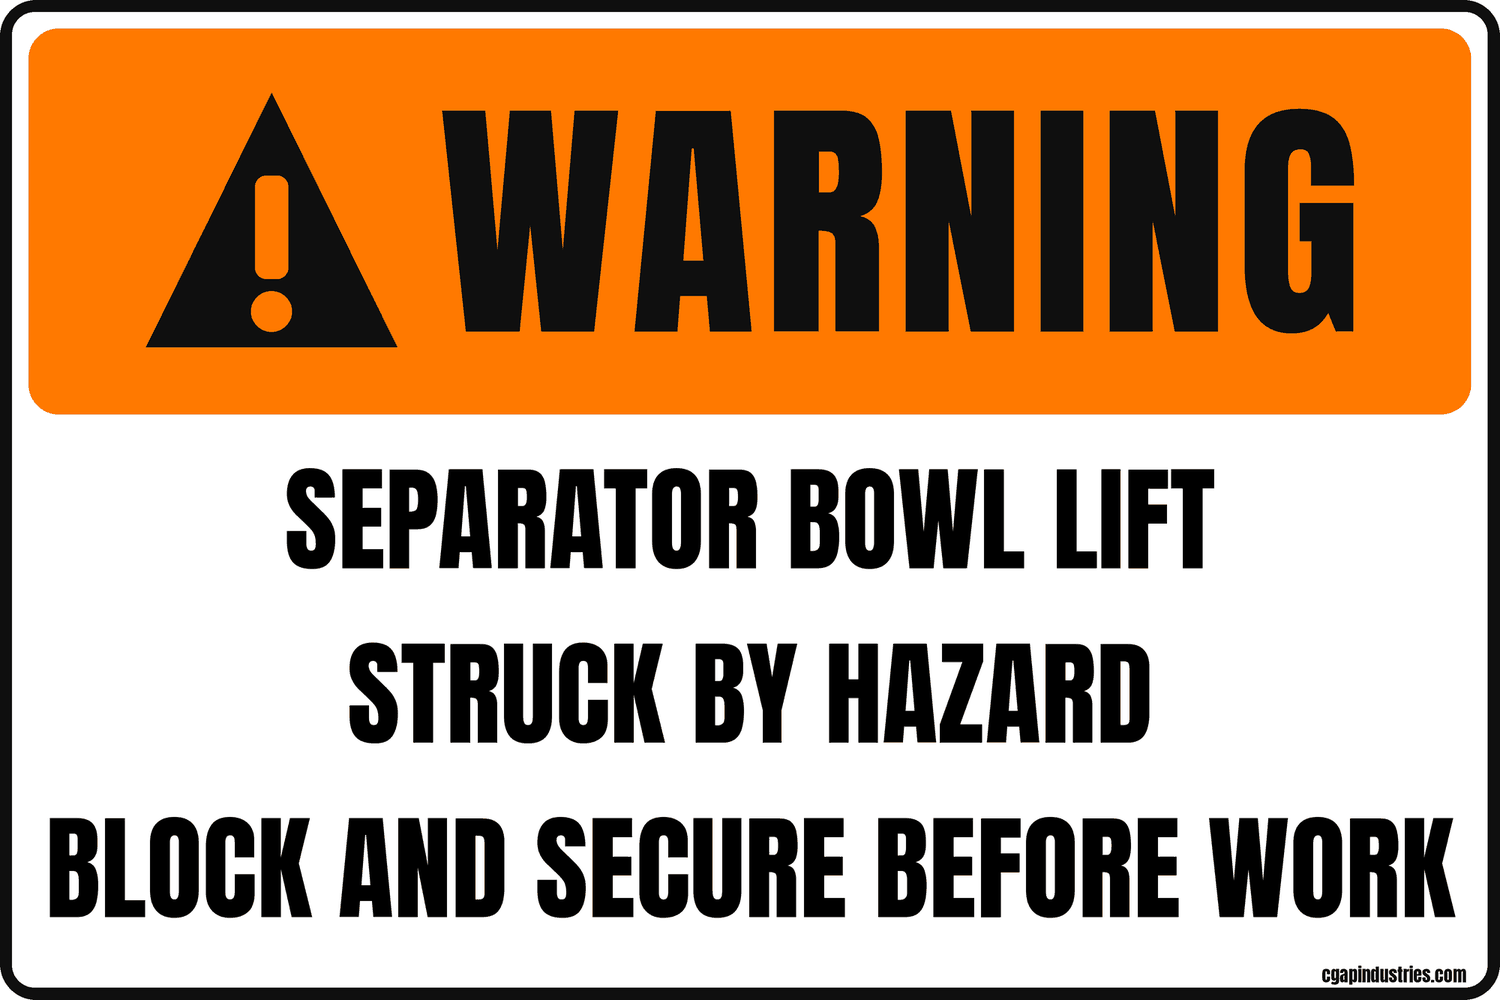 WARNING
SEPARATOR BOWL LIFT
STRUCK BY HAZARD
BLOCK AND SECURE BEFORE WORK
cgapindustries.com